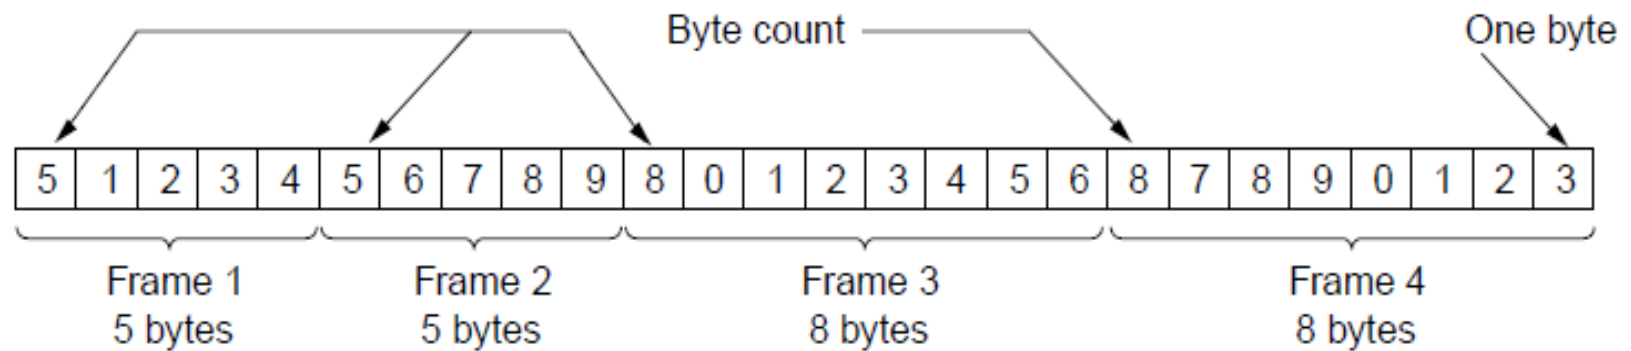 Byte count One byte
5 1 2 3 4 5 6 7 8 9 8 0 1 2 3 4 5 6 8 7 8 9 0 1 2 3
Frame 1 Frame 2 Frame 3 Frame 4
5 bytes 5 bytes 8 bytes 8 bytes